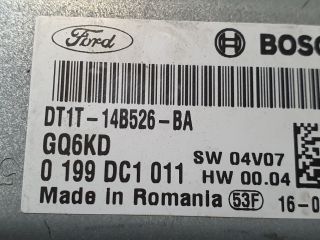 Ford BOSC
DT1T-14B526-BA
GQ6KD
0 199 DC1 011 SW 04V07
HW 00.04
Made in Romania 53F 16-0